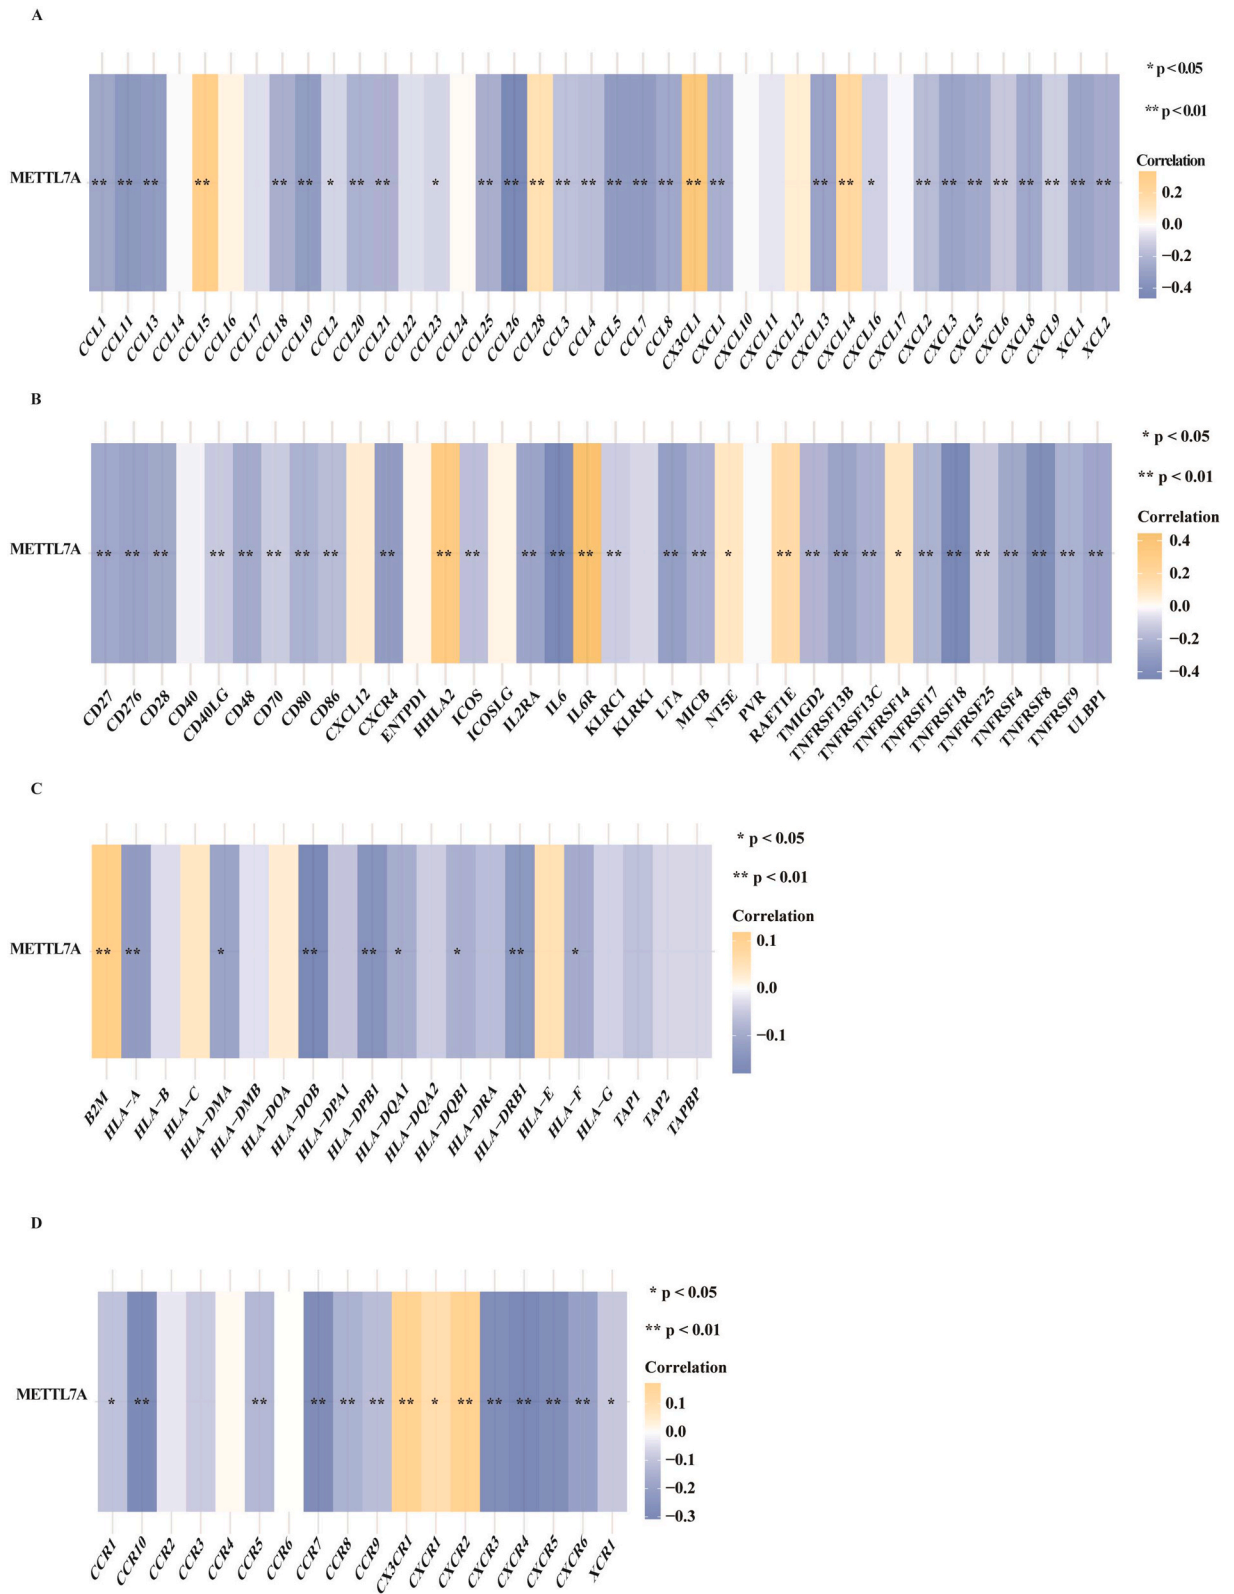 A
* p < 0.05
** p < 0.01
Correlation
0.2
0.0
−0.2
−0.4
METTL7A
** ** ** ** ** ** * ** ** * ** ** ** ** ** ** ** ** ** ** ** ** * ** ** ** ** ** ** ** **
CCL1 CCL11 CCL13 CCL14 CCL15 CCL16 CCL17 CCL18 CCL19 CCL2 CCL20 CCL21 CCL22 CCL23 CCL24 CCL25 CCL26 CCL28 CCL3 CCL4 CCL5 CCL7 CCL8 CX3CL1 CXCL1 CXCL10 CXCL11 CXCL12 CXCL13 CXCL14 CXCL16 CXCL17 CXCL2 CXCL3 CXCL5 CXCL6 CXCL8 CXCL9 XCL1 XCL2
B
* p < 0.05
** p < 0.01
Correlation
0.4
0.2
0.0
−0.2
−0.4
METTL7A
** ** ** ** ** ** ** ** ** ** ** ** ** ** ** ** ** * ** ** ** ** * ** ** ** ** ** ** **
CD27 CD276 CD28 CD40 CD40LG CD48 CD70 CD80 CD86 CXCL12 CXCR4 ENTPD1 HHLA2 ICOS ICOSLG IL2RA IL6 IL6R KLRC1 KLRK1 LTA MICB NT5E PVR RAET1E TMIGD2 TNFRSF13B TNFRSF13C TNFRSF14 TNFRSF17 TNFRSF18 TNFRSF25 TNFRSF4 TNFRSF8 TNFRSF9 ULBP1
C
* p < 0.05
** p < 0.01
Correlation
0.1
0.0
−0.1
METTL7A
** ** * ** ** * * ** *
B2M HLA−A HLA−B HLA−C HLA−DMA HLA−DMB HLA−DOA HLA−DOB HLA−DPA1 HLA−DPB1 HLA−DQA1 HLA−DQA2 HLA−DQB1 HLA−DRA HLA−DRB1 HLA−E HLA−F HLA−G TAP1 TAP2 TAPBP
D
* p < 0.05
** p < 0.01
Correlation
0.1
0.0
−0.1
−0.2
−0.3
METTL7A
* ** ** ** ** ** ** * ** ** ** ** ** *
CCR1 CCR10 CCR2 CCR3 CCR4 CCR5 CCR6 CCR7 CCR8 CCR9 CX3CR1 CXCR1 CXCR2 CXCR3 CXCR4 CXCR5 CXCR6 XCR1